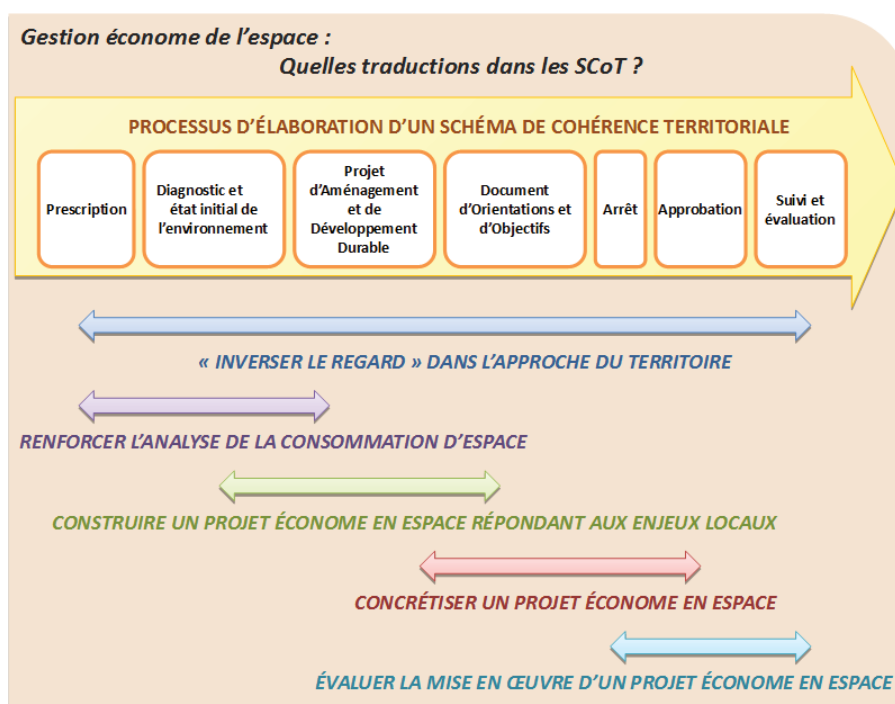 Gestion économe de l'espace :
Quelles traductions dans les SCoT ?
PROCESSUS D'ÉLABORATION D'UN SCHÉMA DE COHÉRENCE TERRITORIALE
Prescription
Diagnostic et
état initial de
l'environnement
Projet
d'Aménagement
et de
Développement
Durable
Document
d'Orientations et
d'Objectifs
Arrêt
Approbation
Suivi et
évaluation
« INVERSER LE REGARD » DANS L'APPROCHE DU TERRITOIRE
RENFORCER L'ANALYSE DE LA CONSOMMATION D'ESPACE
CONSTRUIRE UN PROJET ÉCONOME EN ESPACE RÉPONDANT AUX ENJEUX LOCAUX
CONCRÉTISER UN PROJET ÉCONOME EN ESPACE
ÉVALUER LA MISE EN ŒUVRE D'UN PROJET ÉCONOME EN ESPACE